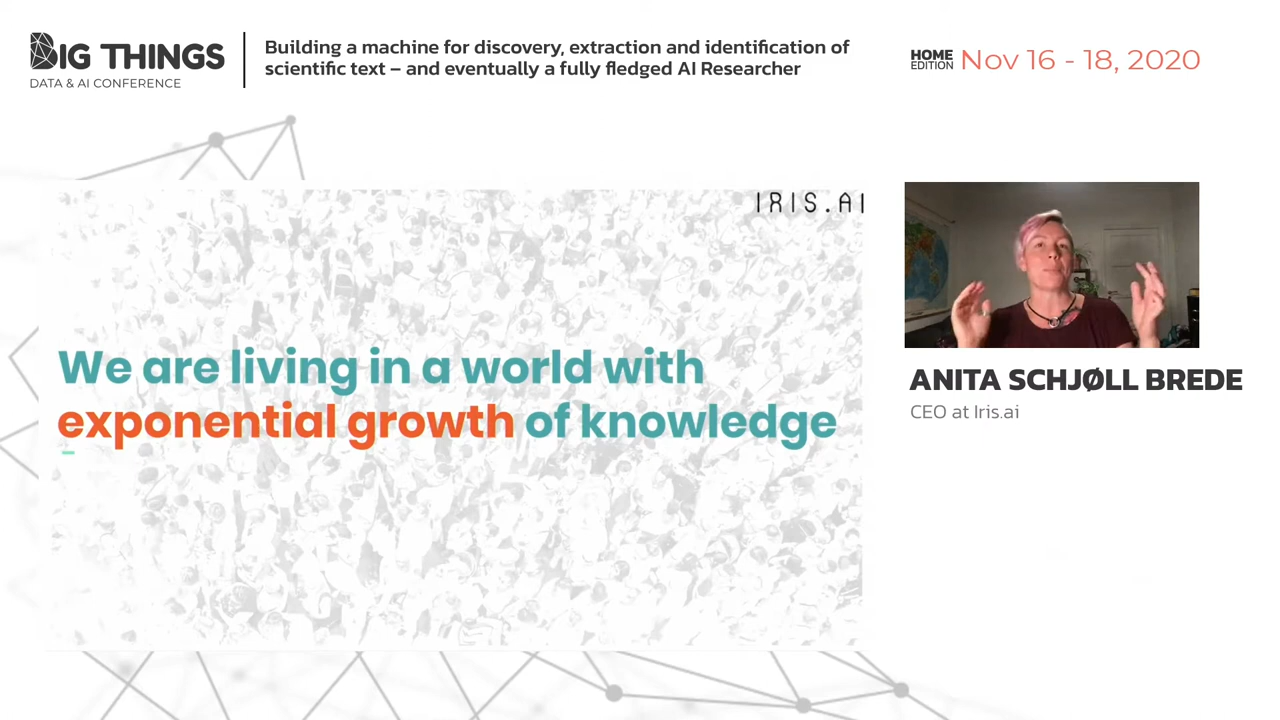 BIG THINGS
DATA & AI CONFERENCE
Building a machine for discovery, extraction and identification of
scientific text – and eventually a fully fledged AI Researcher
HOME
EDITION
Nov 16 - 18, 2020
IRIS.AI
We are living in a world with
exponential growth of knowledge
ANITA SCHJØLL BREDE
CEO at Iris.ai